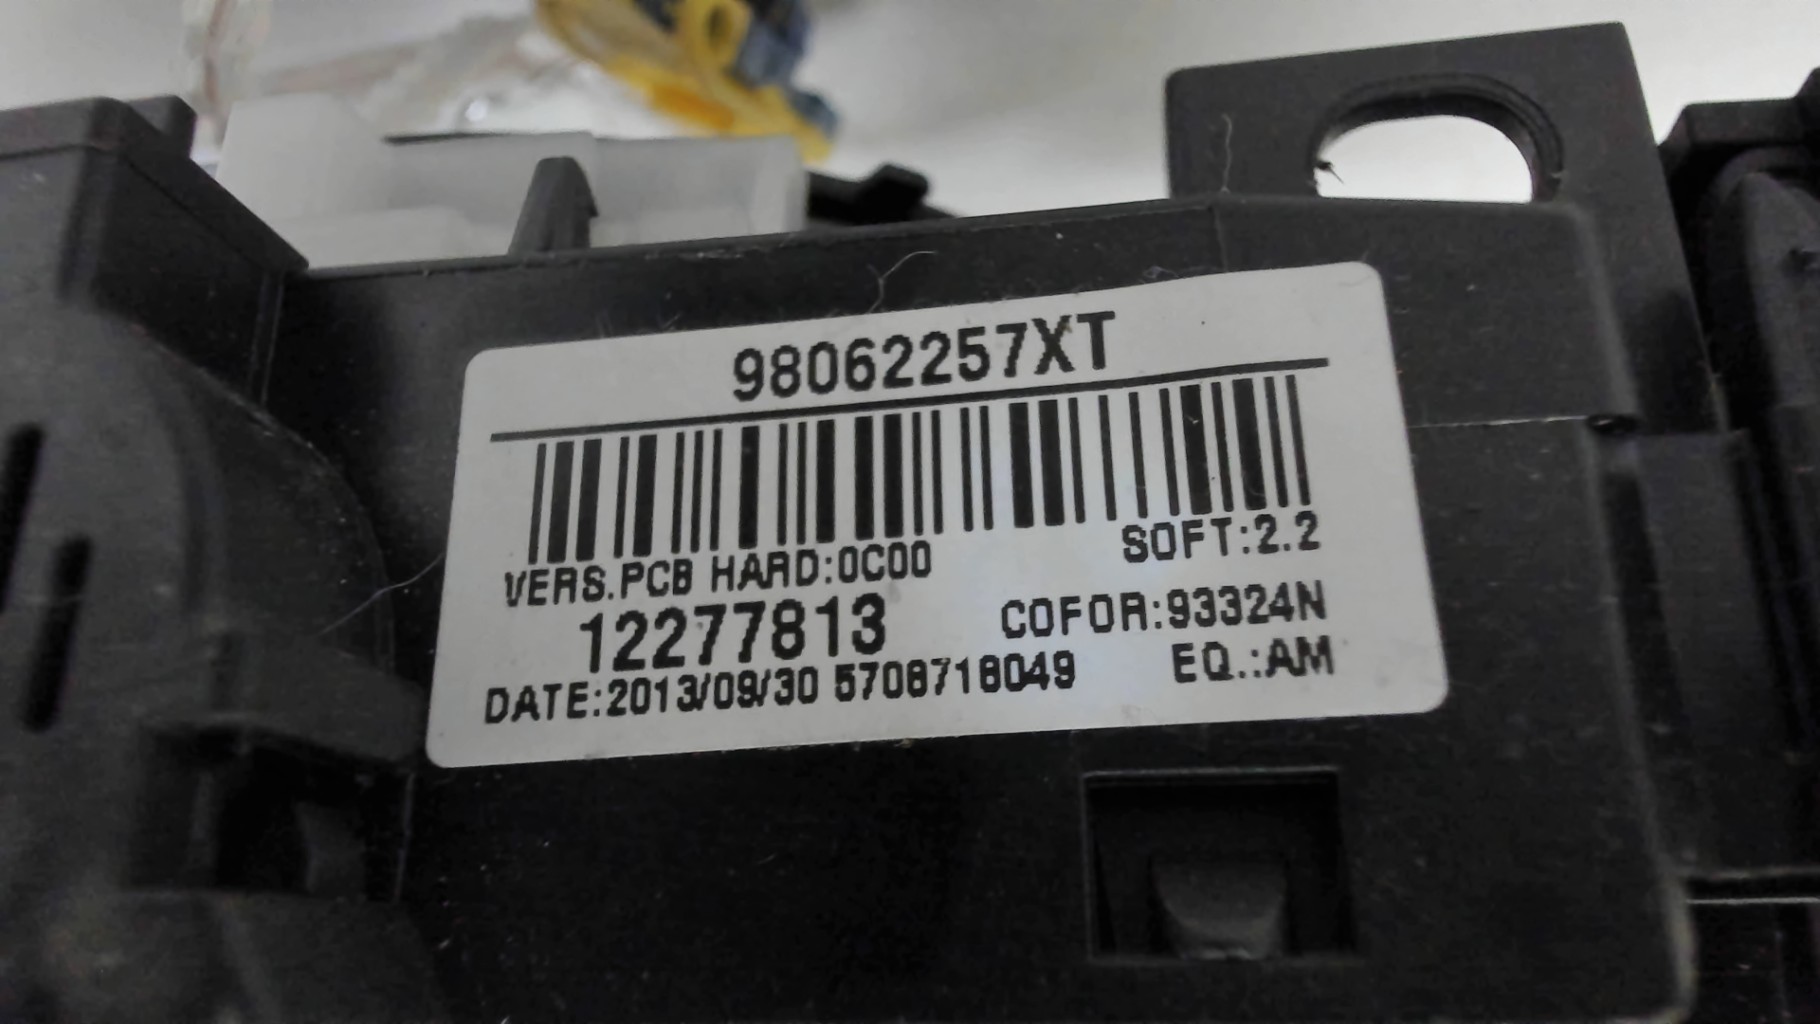 98062257XT
VERS.PCB HARD:0C00 SOFT:2.2
12277813 COFOR:93324N
DATE:2013/09/30 5708718049 EQ.:AM